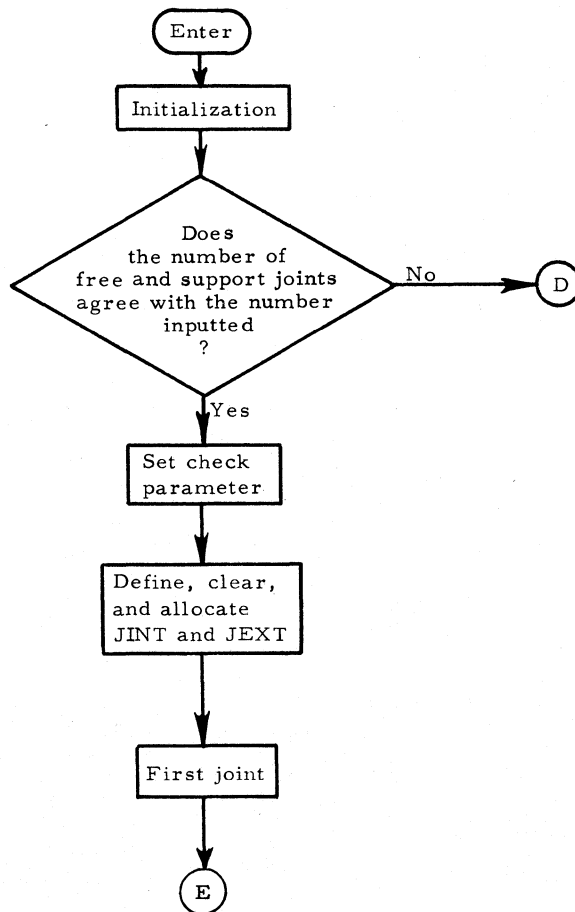 Enter
Initialization
Does
the number of
free and support joints
agree with the number
inputted
?
No
D
Yes
Set check
parameter
Define, clear,
and allocate
JINT and JEXT
First joint
E